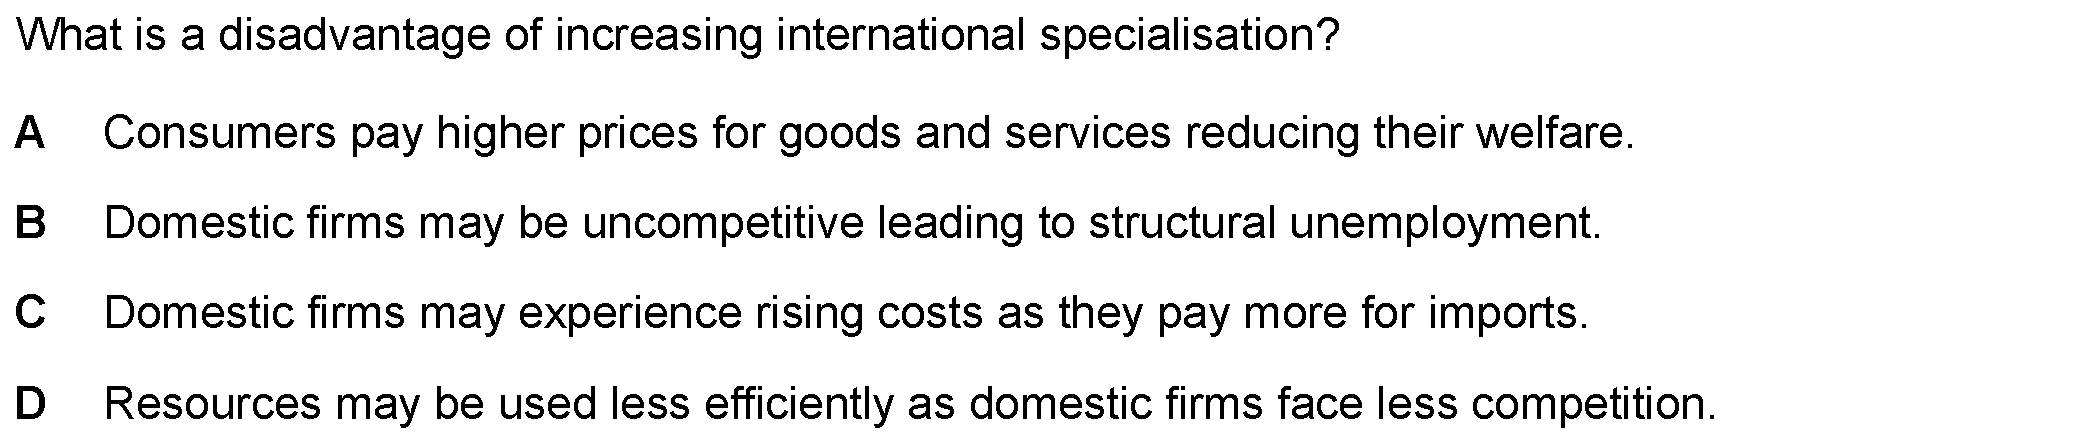 What is a disadvantage of increasing international specialisation?
A Consumers pay higher prices for goods and services reducing their welfare.
B Domestic firms may be uncompetitive leading to structural unemployment.
C Domestic firms may experience rising costs as they pay more for imports.
D Resources may be used less efficiently as domestic firms face less competition.